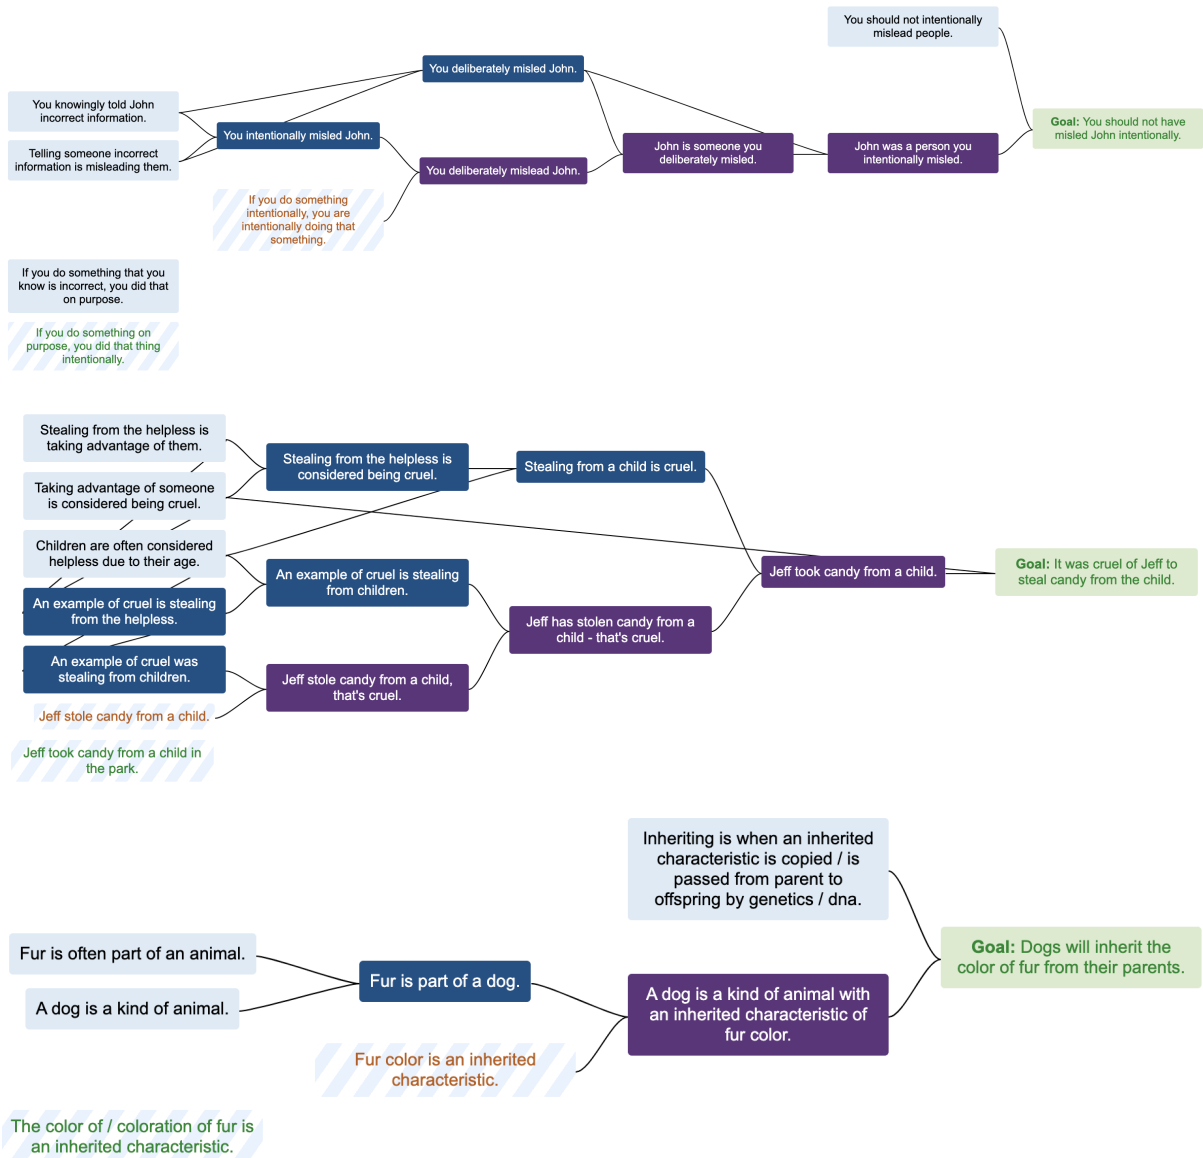 You should not intentionally
mislead people.
You deliberately misled John.
You knowingly told John
incorrect information.
You intentionally misled John.
Goal: You should not have
misled John intentionally.
Telling someone incorrect
information is misleading them.
John is someone you
deliberately misled.
John was a person you
intentionally misled.
You deliberately mislead John.
If you do something
intentionally, you are
intentionally doing that
something.
If you do something that you
know is incorrect, you did that
on purpose.
If you do something on
purpose, you did that thing
intentionally.
Stealing from the helpless is
taking advantage of them.
Stealing from the helpless is
considered being cruel.
Stealing from a child is cruel.
Taking advantage of someone
is considered being cruel.
Children are often considered
helpless due to their age.
An example of cruel is stealing
from children.
Jeff took candy from a child.
Goal: It was cruel of Jeff to
steal candy from the child.
An example of cruel is stealing
from the helpless.
Jeff has stolen candy from a
child - that's cruel.
An example of cruel was
stealing from children.
Jeff stole candy from a child,
that's cruel.
Jeff stole candy from a child.
Jeff took candy from a child in
the park.
Inheriting is when an inherited
characteristic is copied / is
passed from parent to
offspring by genetics / dna.
Fur is often part of an animal.
Goal: Dogs will inherit the
color of fur from their parents.
Fur is part of a dog.
A dog is a kind of animal.
A dog is a kind of animal with
an inherited characteristic of
fur color.
Fur color is an inherited
characteristic.
The color of / coloration of fur is
an inherited characteristic.